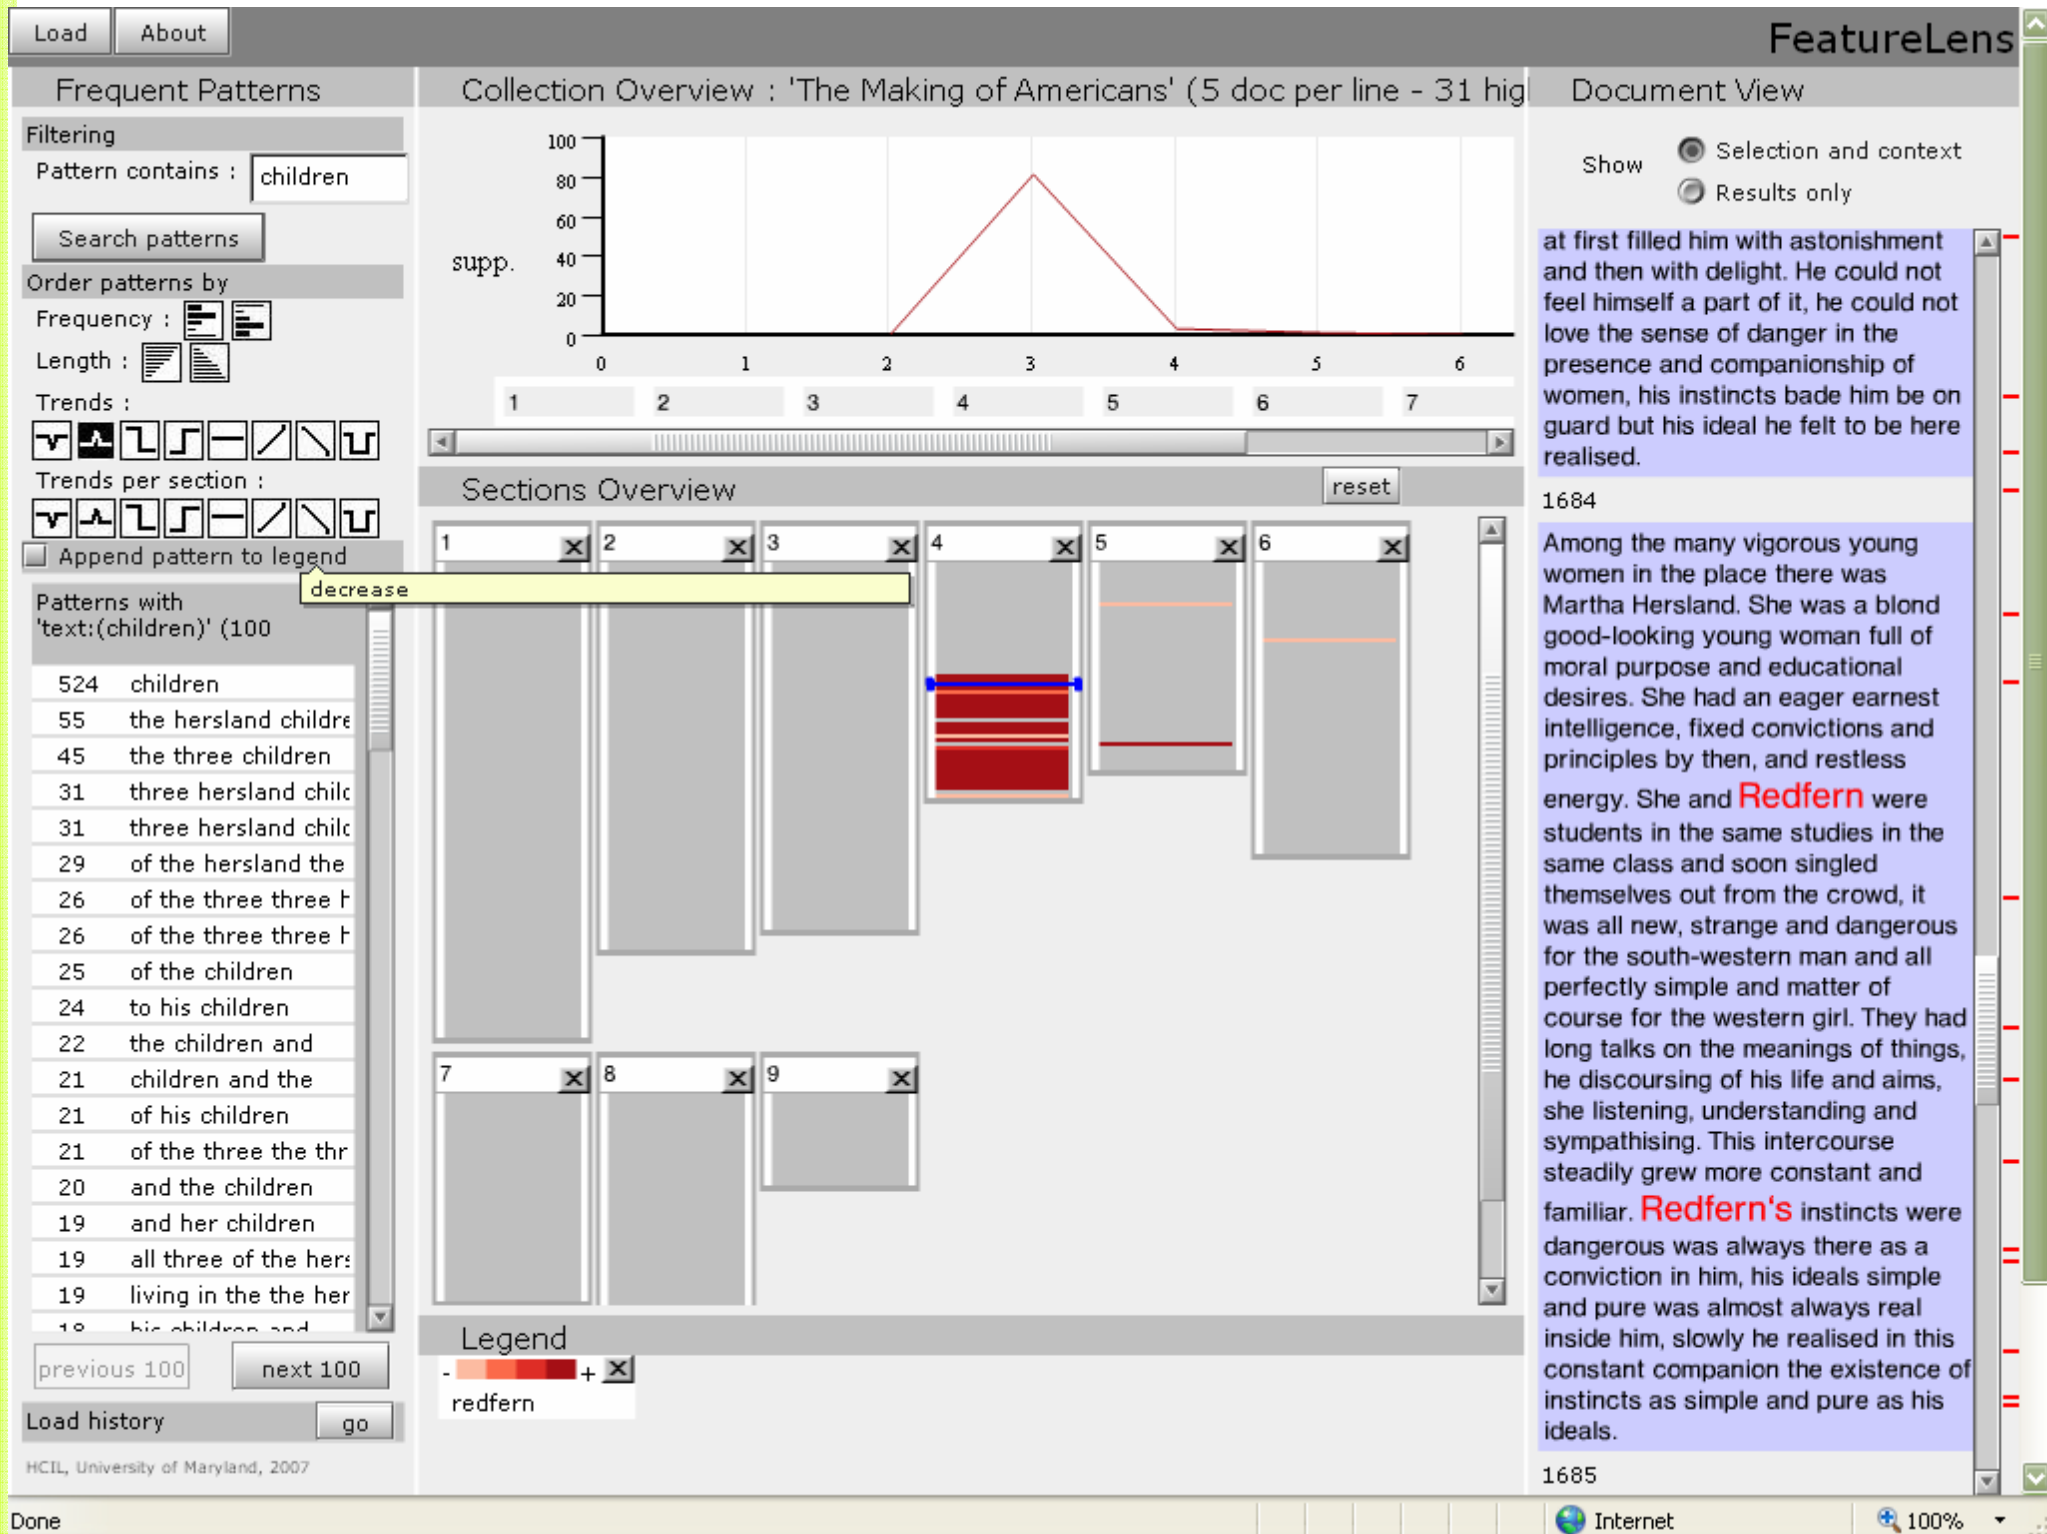 Load
About
FeatureLens
Frequent Patterns
Filtering
Pattern contains :
children
Search patterns
Order patterns by
Frequency :
Length :
Trends :
Trends per section :
Append pattern to legend
decrease
Patterns with
'text:(children)' (100
524 children
55 the hersland childre
45 the three children
31 three hersland chilc
31 three hersland chilc
29 of the hersland the
26 of the three three h
26 of the three three h
25 of the children
24 to his children
22 the children and
21 children and the
21 of his children
21 of the three the thr
20 and the children
19 and her children
19 all three of the hers
19 living in the the her
18 his children and
previous 100
next 100
Load history
go
HCIL, University of Maryland, 2007
Collection Overview : 'The Making of Americans' (5 doc per line - 31 higl
100
80
60
supp.
40
20
0
0 1 2 3 4 5 6
1 2 3 4 5 6 7
Sections Overview
reset
1 2 3 4 5 6
7 8 9
Legend
- +
redfern
Document View
Show
Selection and context
Results only
at first filled him with astonishment
and then with delight. He could not
feel himself a part of it, he could not
love the sense of danger in the
presence and companionship of
women, his instincts bade him be on
guard but his ideal he felt to be here
realised.
1684
Among the many vigorous young
women in the place there was
Martha Hersland. She was a blond
good-looking young woman full of
moral purpose and educational
desires. She had an eager earnest
intelligence, fixed convictions and
principles by then, and restless
energy. She and Redfern were
students in the same studies in the
same class and soon singled
themselves out from the crowd, it
was all new, strange and dangerous
for the south-western man and all
perfectly simple and matter of
course for the western girl. They had
long talks on the meanings of things,
he discoursing of his life and aims,
she listening, understanding and
sympathising. This intercourse
steadily grew more constant and
familiar. Redfern's instincts were
dangerous was always there as a
conviction in him, his ideals simple
and pure was almost always real
inside him, slowly he realised in this
constant companion the existence of
instincts as simple and pure as his
ideals.
1685
Done
Internet
100%